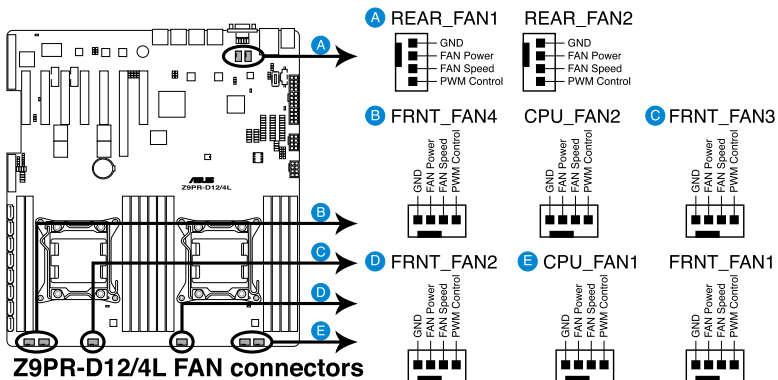 A REAR_FAN1 REAR_FAN2
GND
FAN Power
FAN Speed
PWM Control
GND
FAN Power
FAN Speed
PWM Control
A
B FRNT_FAN4 CPU_FAN2 C FRNT_FAN3
GND
FAN Power
FAN Speed
PWM Control
GND
FAN Power
FAN Speed
PWM Control
GND
FAN Power
FAN Speed
PWM Control
ASUS
Z9PR-D12/4L
B
C
D
E
D FRNT_FAN2 E CPU_FAN1 FRNT_FAN1
GND
FAN Power
FAN Speed
PWM Control
GND
FAN Power
FAN Speed
PWM Control
GND
FAN Power
FAN Speed
PWM Control
Z9PR-D12/4L FAN connectors